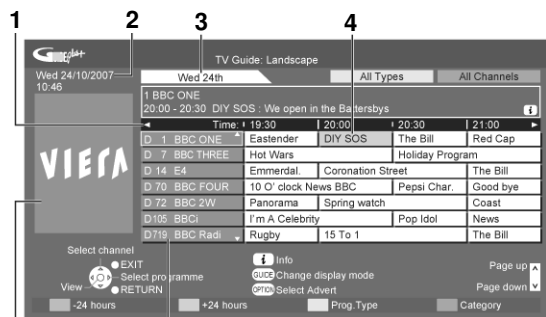 1 2 3 4
GUIDE Plus+
TV Guide: Landscape
Wed 24/10/2007
10:46
Wed 24th All Types All Channels
1 BBC ONE
20:00 - 20:30 DIY SOS : We open in the Battersbys i
Time: 19:30 20:00 20:30 21:00
D 1 BBC ONE Eastender DIY SOS The Bill Red Cap
D 7 BBC THREE Hot Wars Holiday Program
D 14 E4 Emmerdal. Coronation Street The Bill
D 70 BBC FOUR 10 O' clock News BBC Pepsi Char. Good bye
D 72 BBC 2W Panorama Spring watch Coast
D105 BBCi I' m A Celebrity Pop Idol News
D719 BBC Radi Rugby 15 To 1 The Bill
VIERA
Select channel
EXIT
Select programme
View
RETURN
i Info
GUIDE Change display mode
OPTION Select Advert
Page up
Page down
-24 hours +24 hours Prog.Type Category